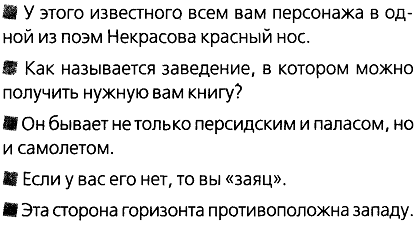 ■ У этого известного всем вам персонажа в од-
ной из поэм Некрасова красный нос.
■ Как называется заведение, в котором можно
получить нужную вам книгу?
■ Он бывает не только персидским и паласом, но
и самолетом.
■ Если у вас его нет, то вы «заяц».
■ Эта сторона горизонта противоположна западу.